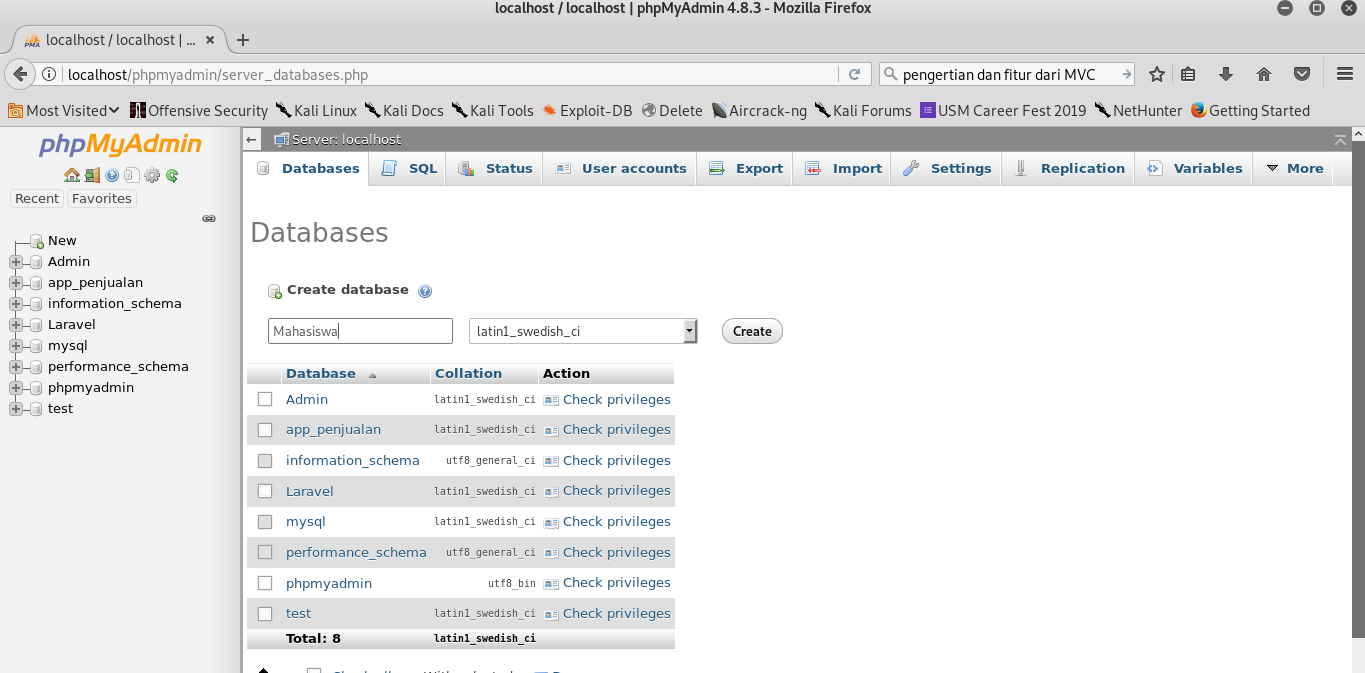 localhost / localhost | phpMyAdmin 4.8.3 - Mozilla Firefox
PMA localhost / localhost | ...
localhost/phpmyadmin/server_databases.php pengertian dan fitur dari MVC
Most Visited Offensive Security Kali Linux Kali Docs Kali Tools Exploit-DB Delete Aircrack-ng Kali Forums USM Career Fest 2019 NetHunter Getting Started
phpMyAdmin
Recent Favorites
New
Admin
app_penjualan
information_schema
Laravel
mysql
performance_schema
phpmyadmin
test
Server: localhost
Databases SQL Status User accounts Export Import Settings Replication Variables More
Databases
Create database
Mahasiswa latin1_swedish_ci Create
Database Collation Action
Admin latin1_swedish_ci Check privileges
app_penjualan latin1_swedish_ci Check privileges
information_schema utf8_general_ci Check privileges
Laravel latin1_swedish_ci Check privileges
mysql latin1_swedish_ci Check privileges
performance_schema utf8_general_ci Check privileges
phpmyadmin utf8_bin Check privileges
test latin1_swedish_ci Check privileges
Total: 8 latin1_swedish_ci